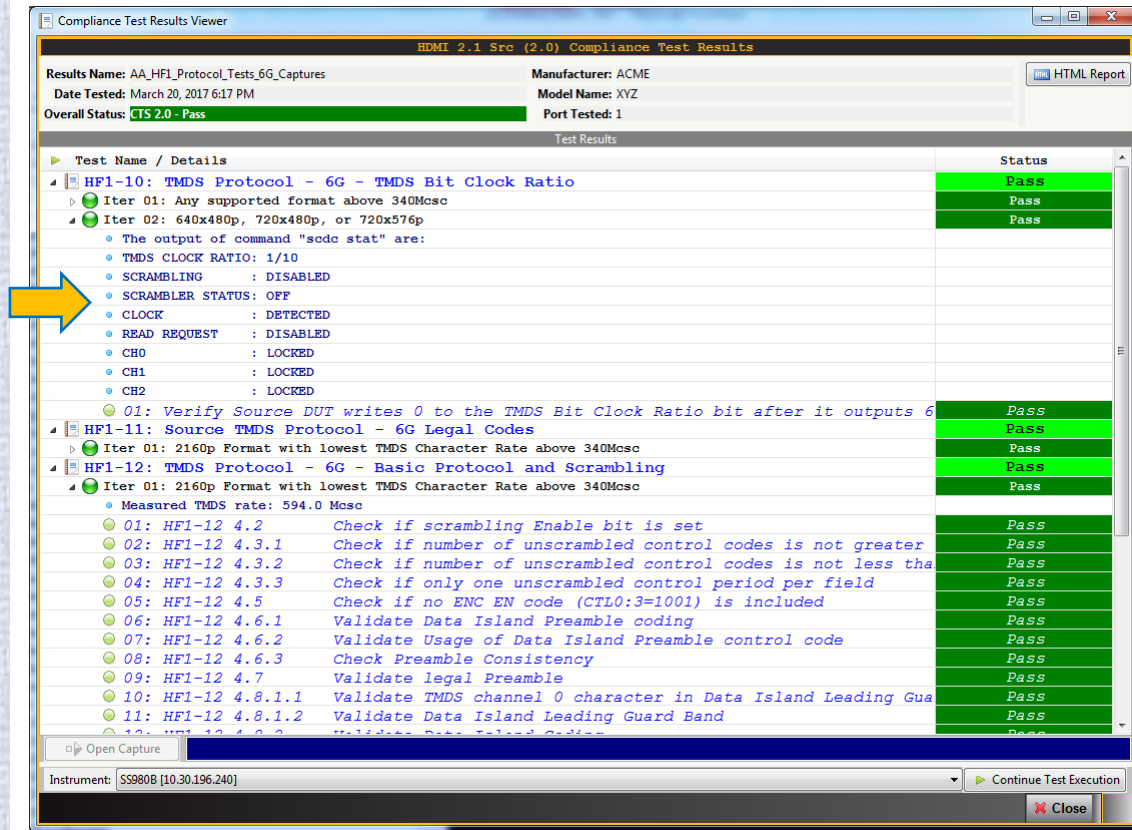 Compliance Test Results Viewer
HDMI 2.1 Src (2.0) Compliance Test Results
Results Name: AA_HF1_Protocol_Tests_6G_Captures Manufacturer: ACME HTML Report
Date Tested: March 20, 2017 6:17 PM Model Name: XYZ
Overall Status: CTS 2.0 - Pass Port Tested: 1
Test Results
Test Name / Details Status
HF1-10: TMDS Protocol - 6G - TMDS Bit Clock Ratio Pass
Iter 01: Any supported format above 340Mcsc Pass
Iter 02: 640x480p, 720x480p, or 720x576p Pass
The output of command "scdc stat" are:
TMDS CLOCK RATIO: 1/10
SCRAMBLING : DISABLED
SCRAMBLER STATUS: OFF
CLOCK : DETECTED
READ REQUEST : DISABLED
CH0 : LOCKED
CH1 : LOCKED
CH2 : LOCKED
01: Verify Source DUT writes 0 to the TMDS Bit Clock Ratio bit after it outputs 6 Pass
HF1-11: Source TMDS Protocol - 6G Legal Codes Pass
Iter 01: 2160p Format with lowest TMDS Character Rate above 340Mcsc Pass
HF1-12: TMDS Protocol - 6G - Basic Protocol and Scrambling Pass
Iter 01: 2160p Format with lowest TMDS Character Rate above 340Mcsc Pass
Measured TMDS rate: 594.0 Mcsc
01: HF1-12 4.2 Check if scrambling Enable bit is set Pass
02: HF1-12 4.3.1 Check if number of unscrambled control codes is not greater Pass
03: HF1-12 4.3.2 Check if number of unscrambled control codes is not less tha Pass
04: HF1-12 4.3.3 Check if only one unscrambled control period per field Pass
05: HF1-12 4.5 Check if no ENC EN code (CTL0:3=1001) is included Pass
06: HF1-12 4.6.1 Validate Data Island Preamble coding Pass
07: HF1-12 4.6.2 Validate Usage of Data Island Preamble control code Pass
08: HF1-12 4.6.3 Check Preamble Consistency Pass
09: HF1-12 4.7 Validate legal Preamble Pass
10: HF1-12 4.8.1.1 Validate TMDS channel 0 character in Data Island Leading Gua Pass
11: HF1-12 4.8.1.2 Validate Data Island Leading Guard Band Pass
Open Capture
Instrument: SS980B [10.30.196.240] Continue Test Execution
Close